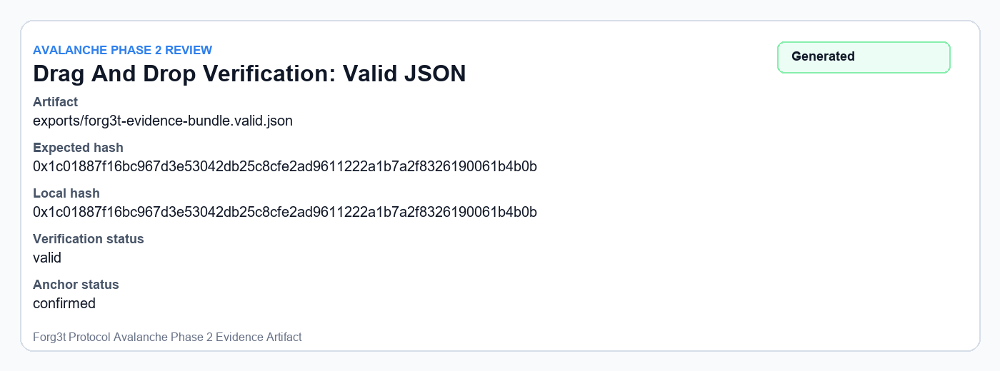 AVALANCHE PHASE 2 REVIEW
Generated
Drag And Drop Verification: Valid JSON
Artifact
exports/forg3t-evidence-bundle.valid.json
Expected hash
0x1c01887f16bc967d3e53042db25c8cfe2ad9611222a1b7a2f8326190061b4b0b
Local hash
0x1c01887f16bc967d3e53042db25c8cfe2ad9611222a1b7a2f8326190061b4b0b
Verification status
valid
Anchor status
confirmed
Forg3t Protocol Avalanche Phase 2 Evidence Artifact